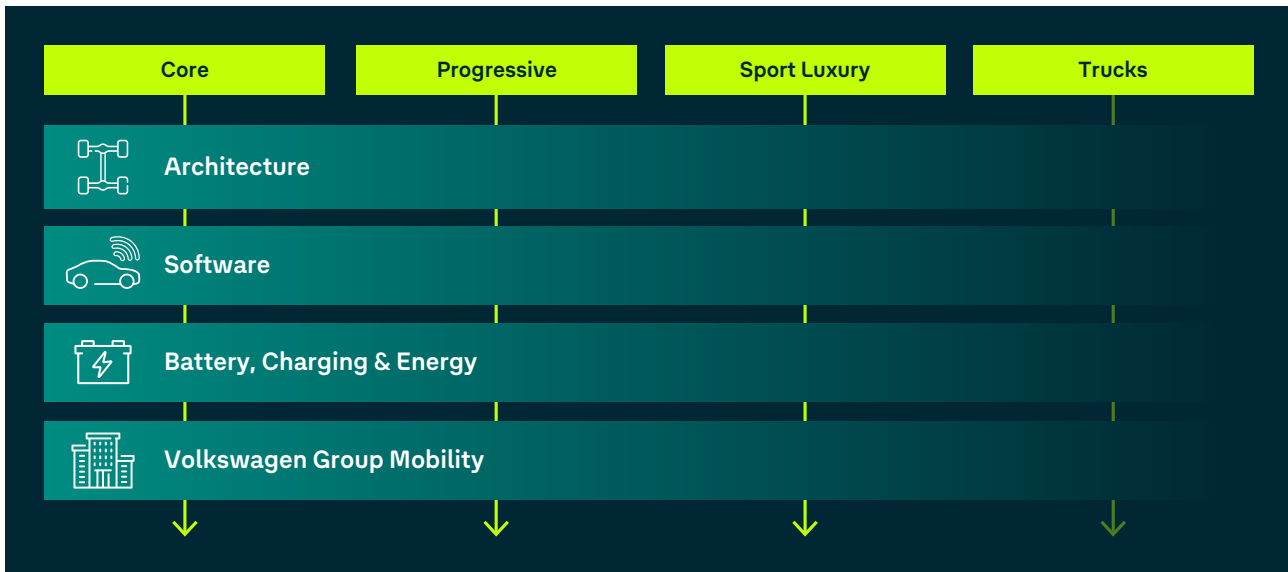 Core
Progressive
Sport Luxury
Trucks
Architecture
Software
Battery, Charging & Energy
Volkswagen Group Mobility